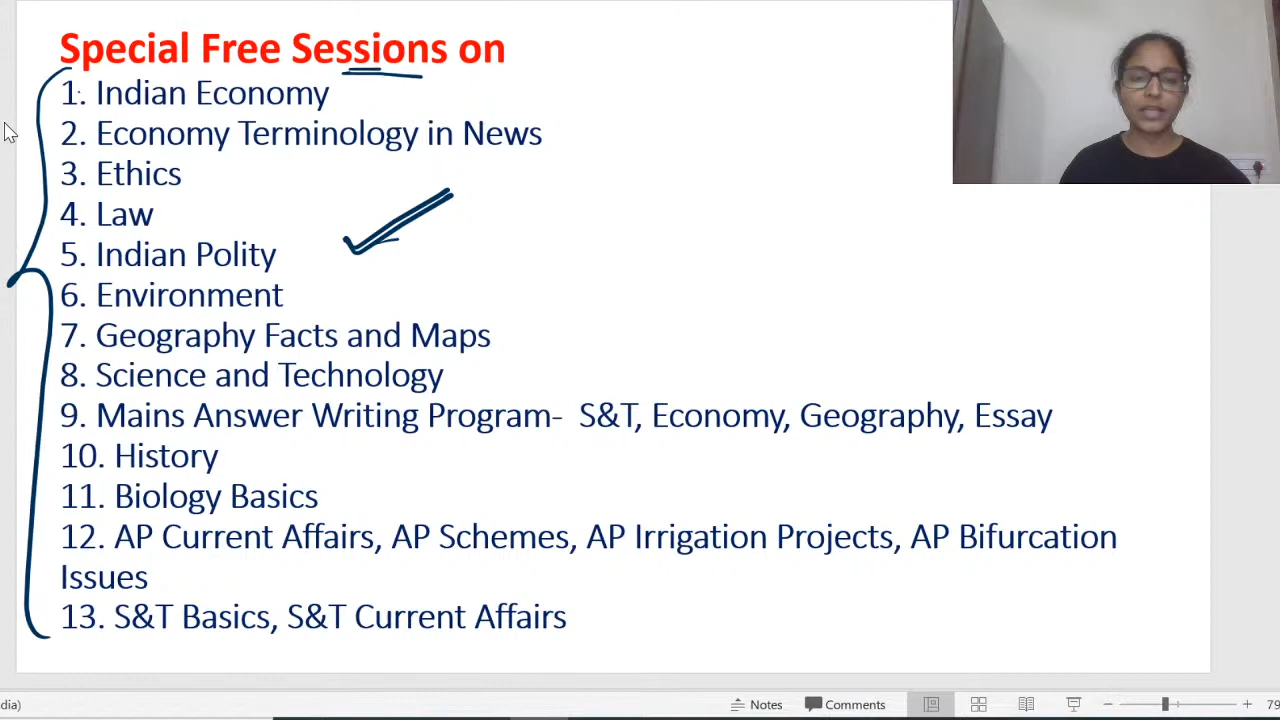 Special Free Sessions on
1. Indian Economy
2. Economy Terminology in News
3. Ethics
4. Law
5. Indian Polity
6. Environment
7. Geography Facts and Maps
8. Science and Technology
9. Mains Answer Writing Program- S&T, Economy, Geography, Essay
10. History
11. Biology Basics
12. AP Current Affairs, AP Schemes, AP Irrigation Projects, AP Bifurcation
Issues
13. S&T Basics, S&T Current Affairs
dia) Notes Comments 79